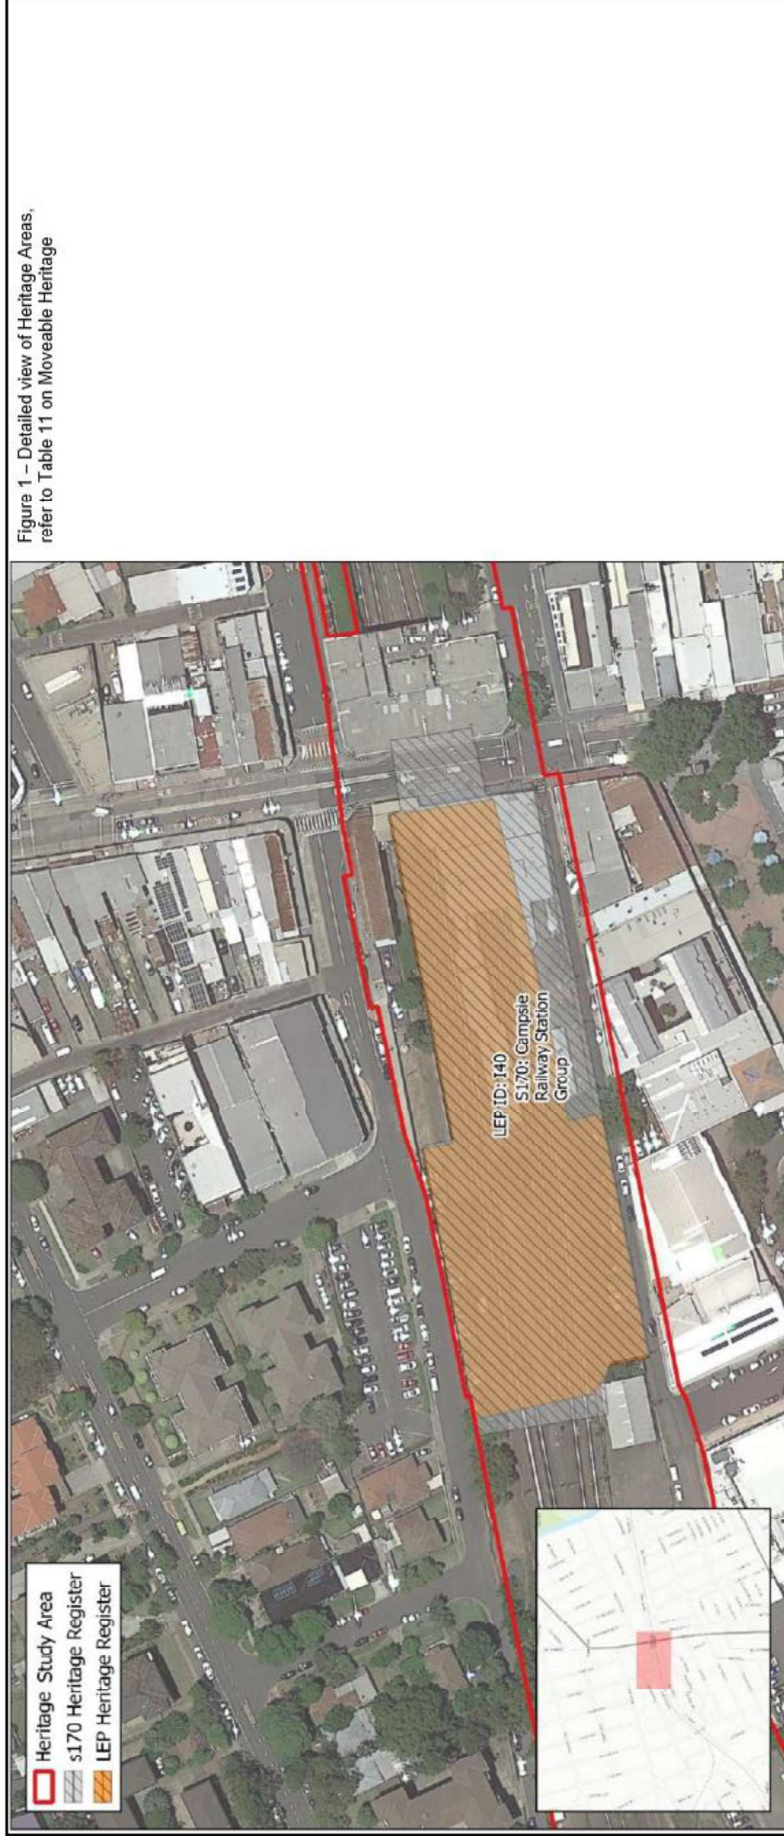 Figure 1 – Detailed view of Heritage Areas,
refer to Table 11 on Moveable Heritage
Heritage Study Area
s170 Heritage Register
LEP Heritage Register
LEP ID: I40
S170: Campsie
Railway Station
Group